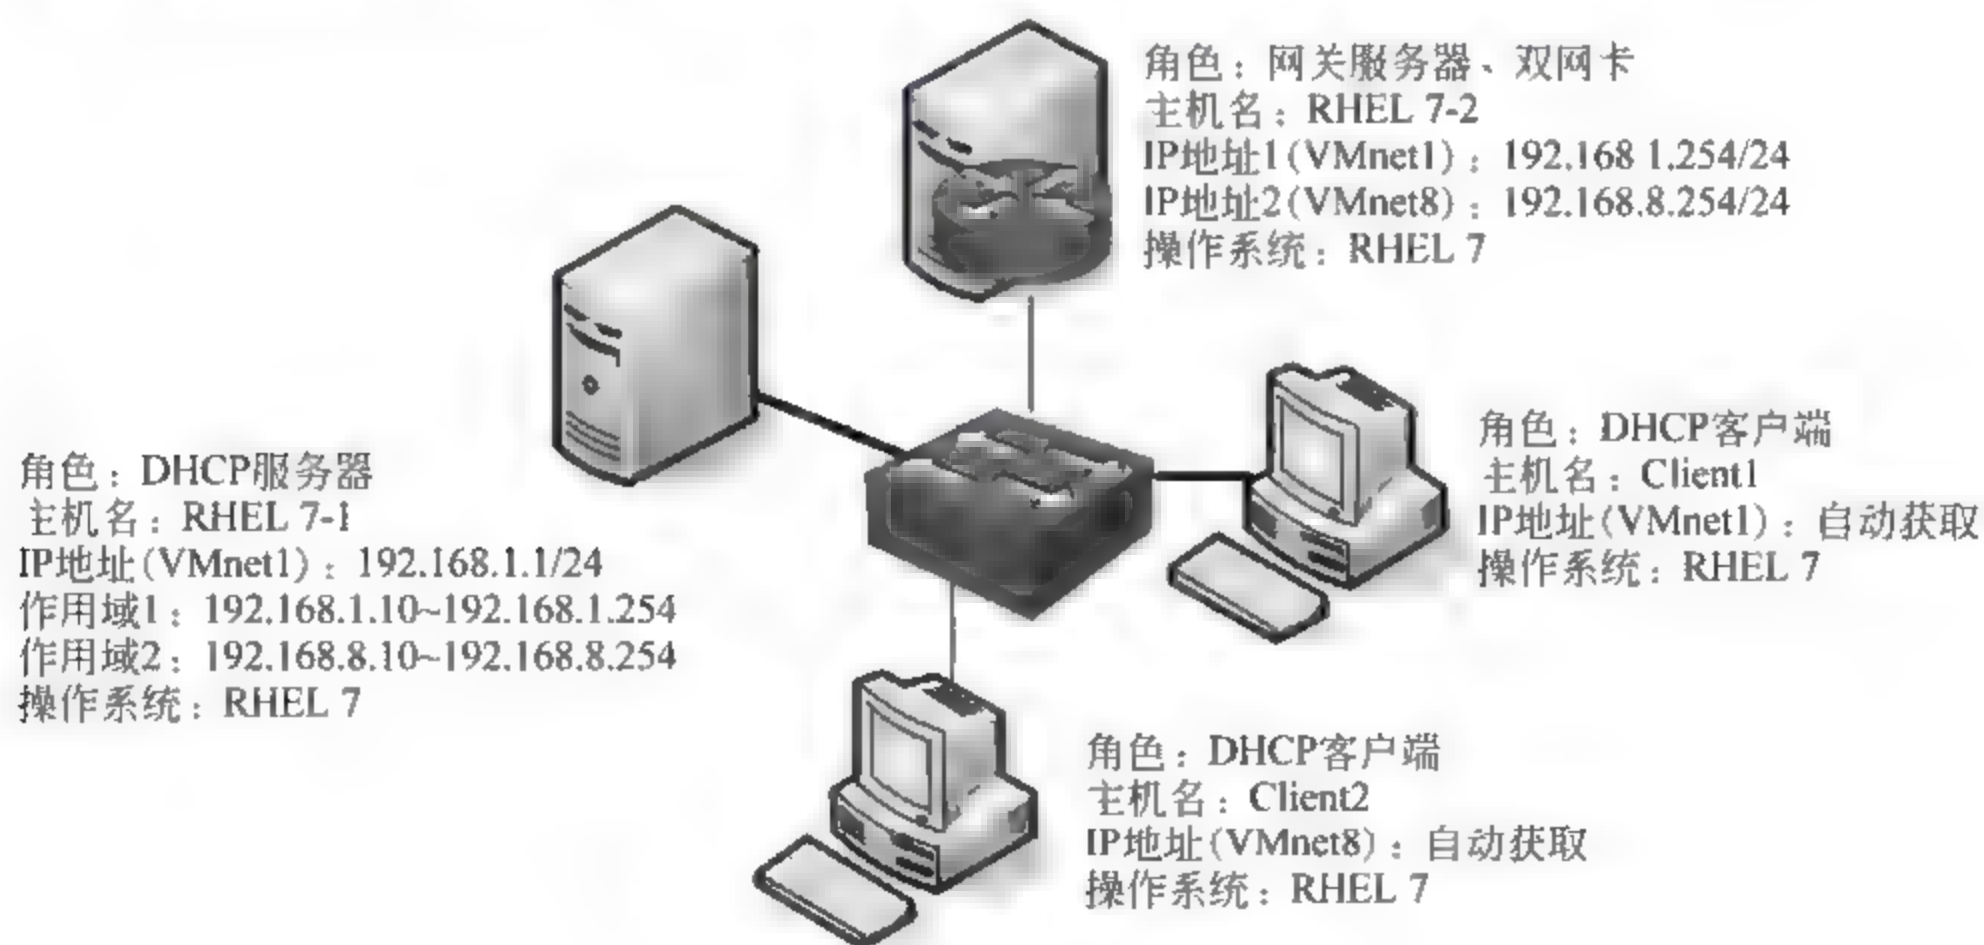 角色：网关服务器、双网卡
主机名：RHEL 7-2
IP地址1(VMnet1)：192.168 1.254/24
IP地址2(VMnet8)：192.168.8.254/24
操作系统：RHEL 7
角色：DHCP服务器
主机名：RHEL 7-1
IP地址(VMnet1)：192.168.1.1/24
作用域1：192.168.1.10~192.168.1.254
作用域2：192.168.8.10~192.168.8.254
操作系统：RHEL 7
角色：DHCP客户端
主机名：Client1
IP地址(VMnet1)：自动获取
操作系统：RHEL 7
角色：DHCP客户端
主机名：Client2
IP地址(VMnet8)：自动获取
操作系统：RHEL 7